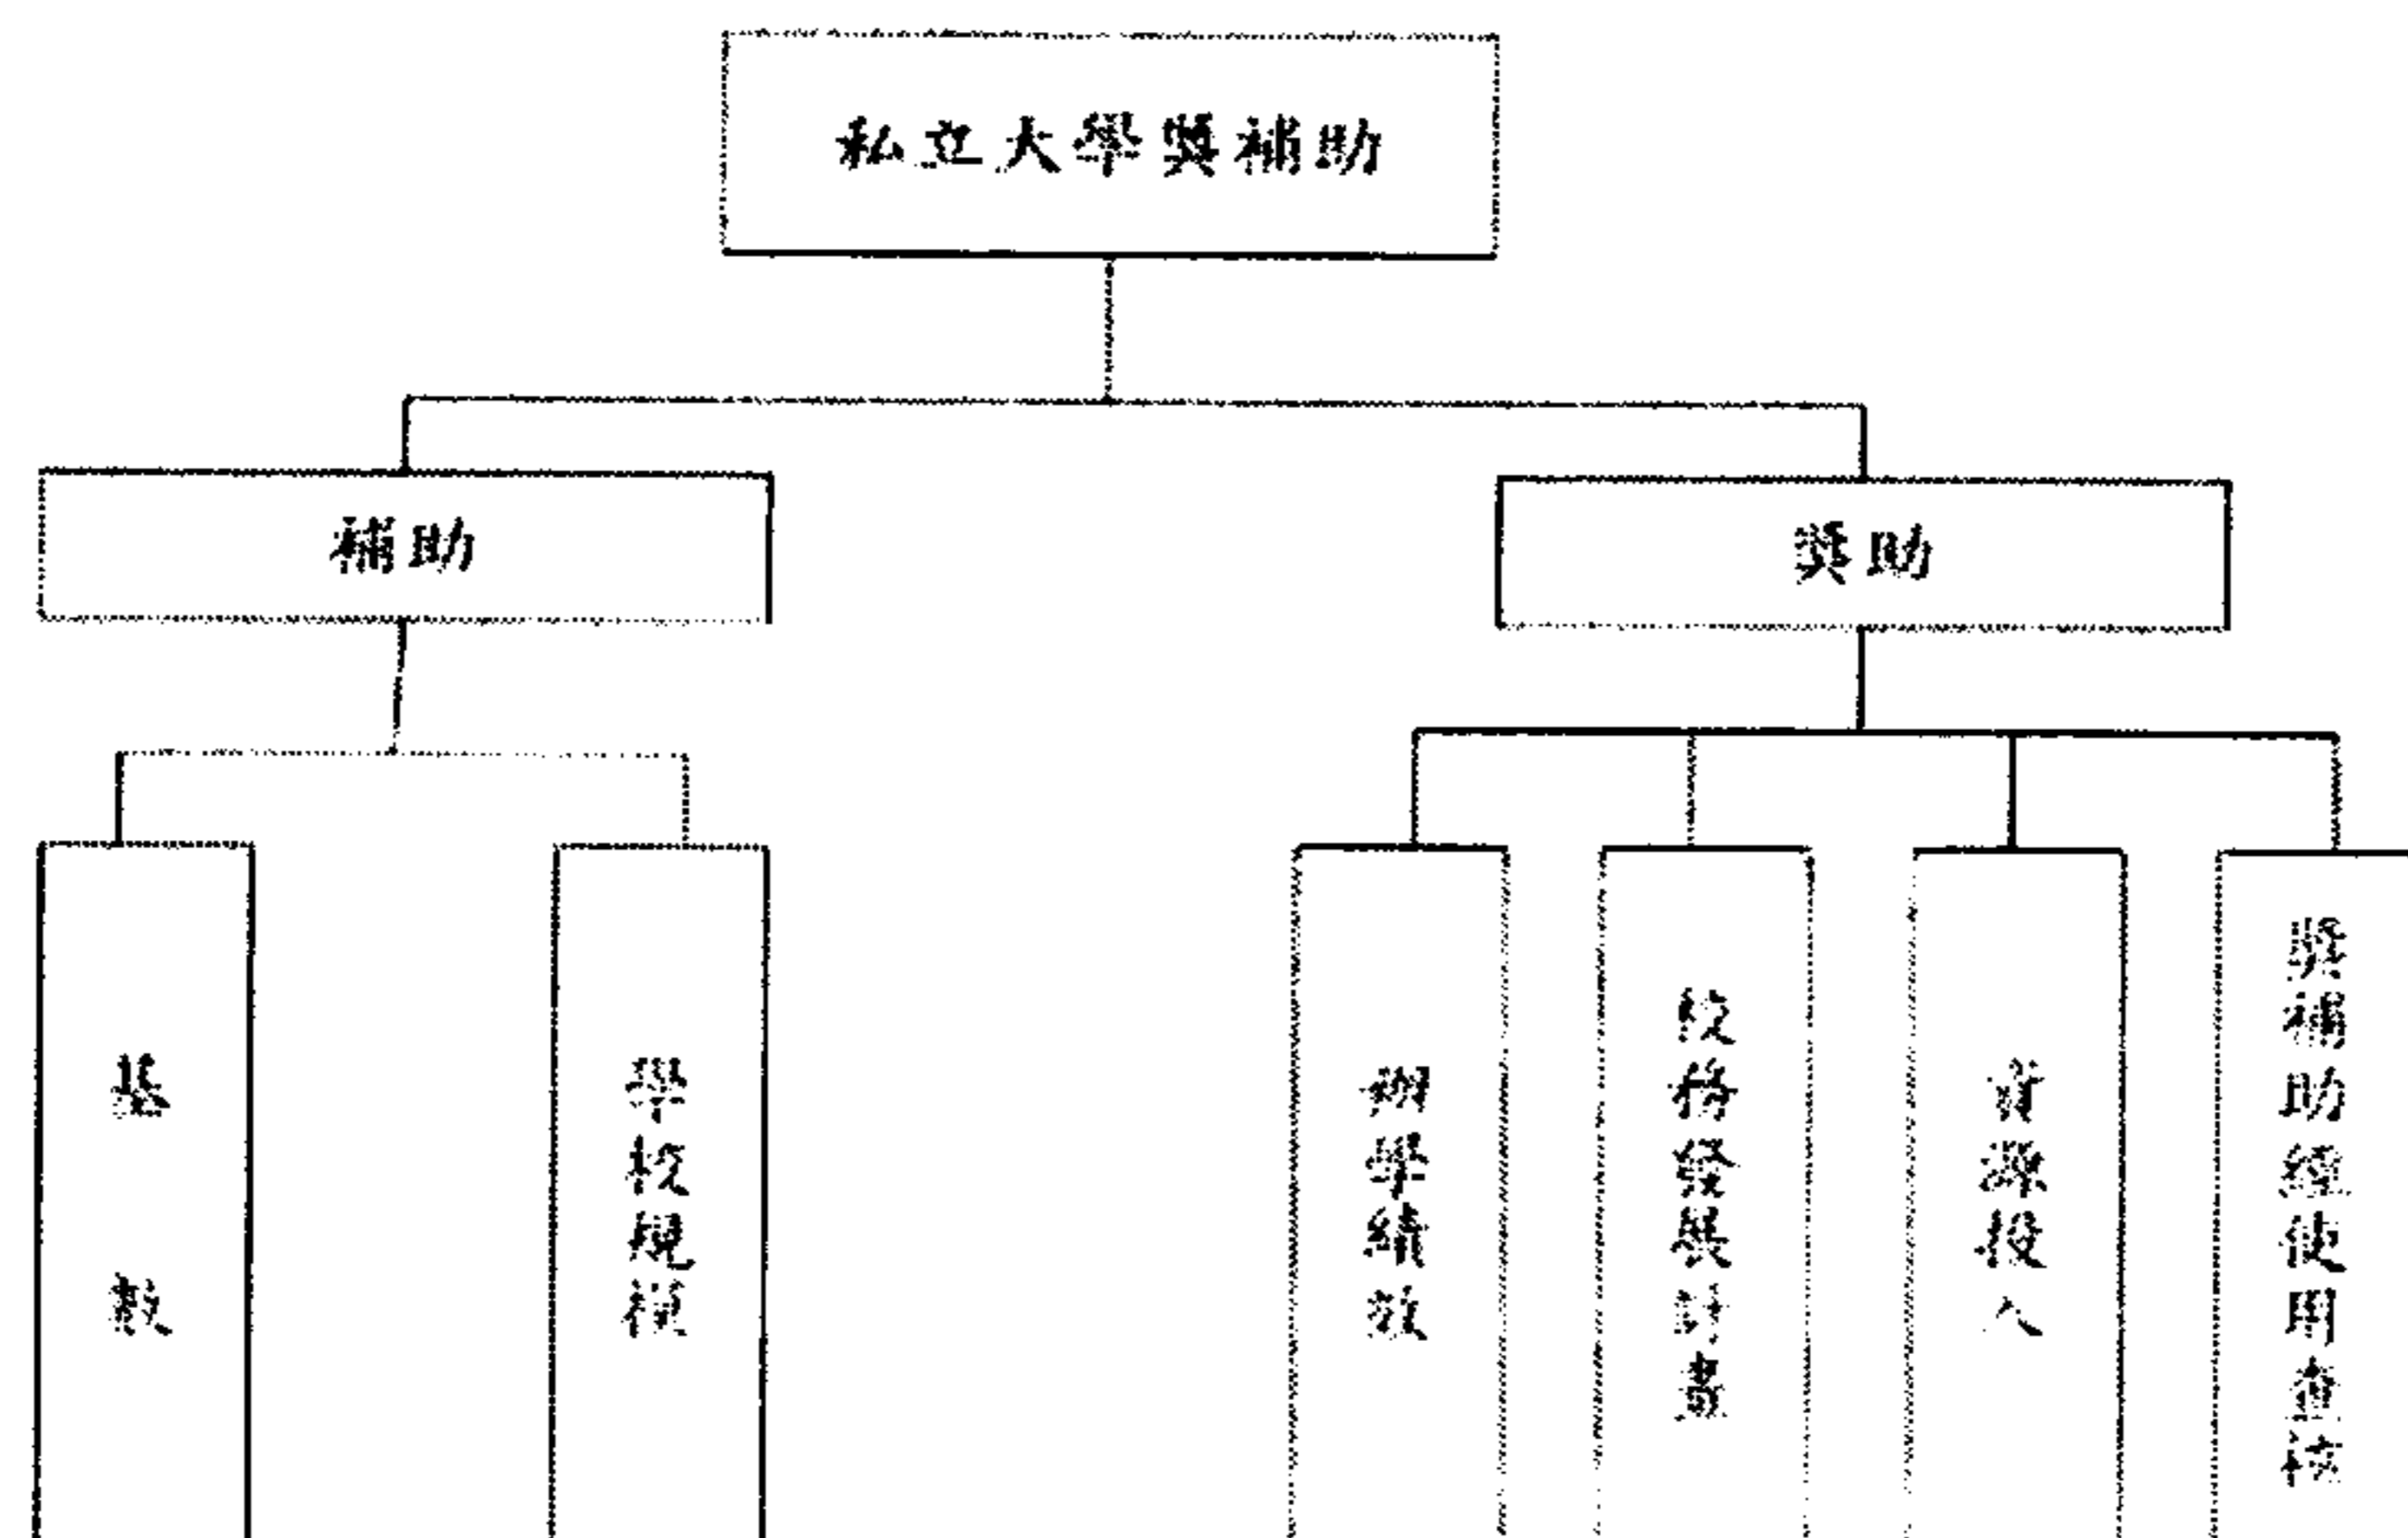 私立大學獎補助
補助
獎助
基數
學校規模
辦學績效
校務發展計畫
資源投入
獎補助經使用查核